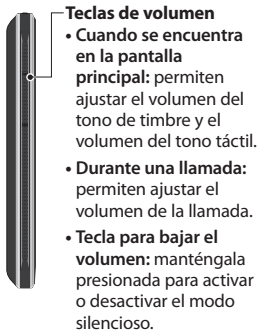 Teclas de volumen
• Cuando se encuentra
en la pantalla
principal: permiten
ajustar el volumen del
tono de timbre y el
volumen del tono táctil.
• Durante una llamada:
permiten ajustar el
volumen de la llamada.
• Tecla para bajar el
volumen: manténgala
presionada para activar
o desactivar el modo
silencioso.